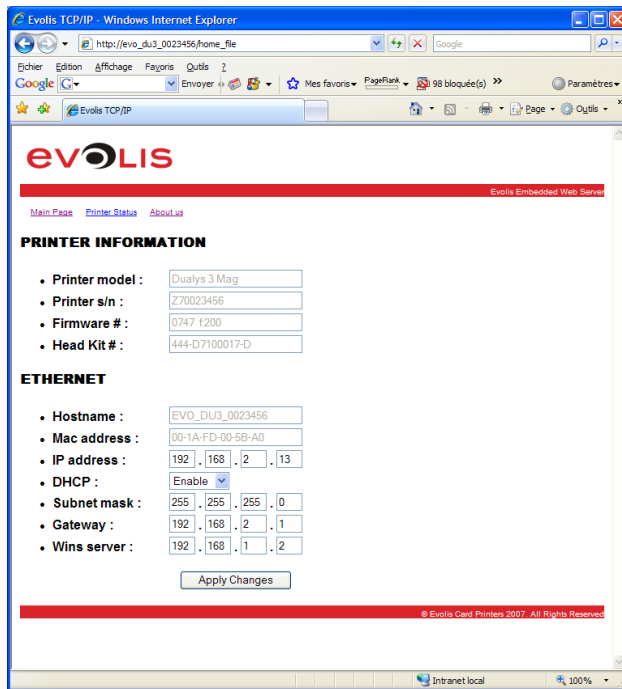 Evolis TCP/IP - Windows Internet Explorer
http://evo_du3_0023456/home_file
Google
Fichier Edition Affichage Favoris Outils ?
Google G Envoyer Mes favoris PageRank 98 bloquée(s) Paramètres
Evolis TCP/IP Page Outils
evolis
Evolis Embedded Web Server
Main Page Printer Status About us
PRINTER INFORMATION
• Printer model : Dualys 3 Mag
• Printer s/n : Z70023456
• Firmware # : 0747 f:200
• Head Kit # : 444-D7100017-D
ETHERNET
• Hostname : EVO_DU3_0023456
• Mac address : 00-1A-FD-00-5B-A0
• IP address : 192 . 168 . 2 . 13
• DHCP : Enable
• Subnet mask : 255 . 255 . 255 . 0
• Gateway : 192 . 168 . 2 . 1
• Wins server : 192 . 168 . 1 . 2
Apply Changes
© Evolis Card Printers 2007. All Rights Reserved
Intranet local 100%